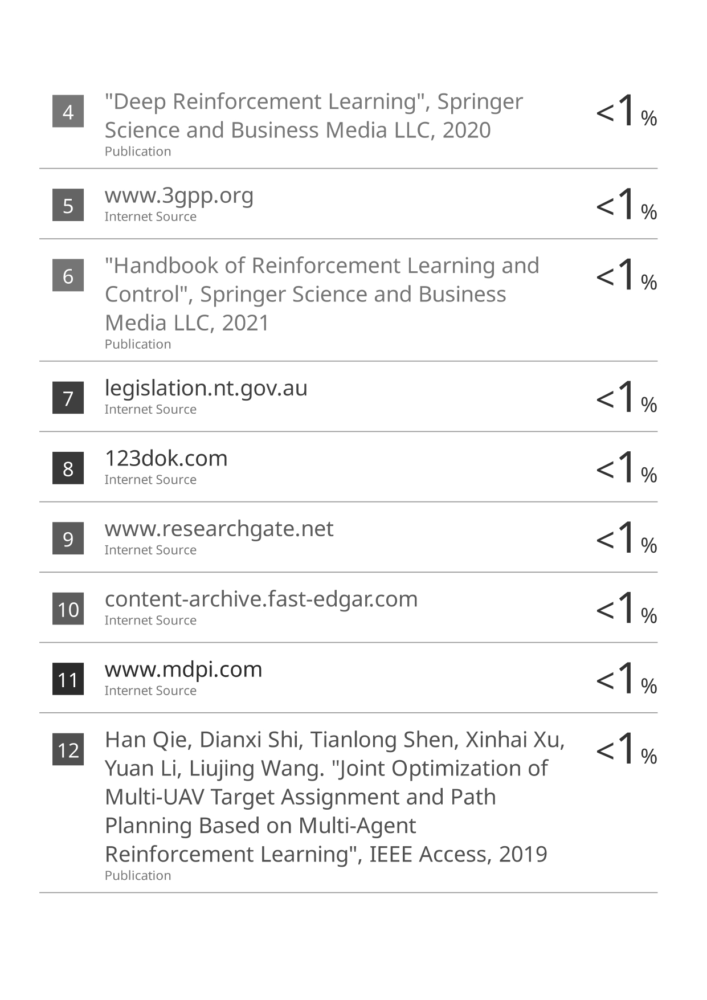 4
"Deep Reinforcement Learning", Springer
Science and Business Media LLC, 2020
Publication
<1%
5
www.3gpp.org
Internet Source
<1%
6
"Handbook of Reinforcement Learning and
Control", Springer Science and Business
Media LLC, 2021
Publication
<1%
7
legislation.nt.gov.au
Internet Source
<1%
8
123dok.com
Internet Source
<1%
9
www.researchgate.net
Internet Source
<1%
10
content-archive.fast-edgar.com
Internet Source
<1%
11
www.mdpi.com
Internet Source
<1%
12
Han Qie, Dianxi Shi, Tianlong Shen, Xinhai Xu,
Yuan Li, Liujing Wang. "Joint Optimization of
Multi-UAV Target Assignment and Path
Planning Based on Multi-Agent
Reinforcement Learning", IEEE Access, 2019
Publication
<1%